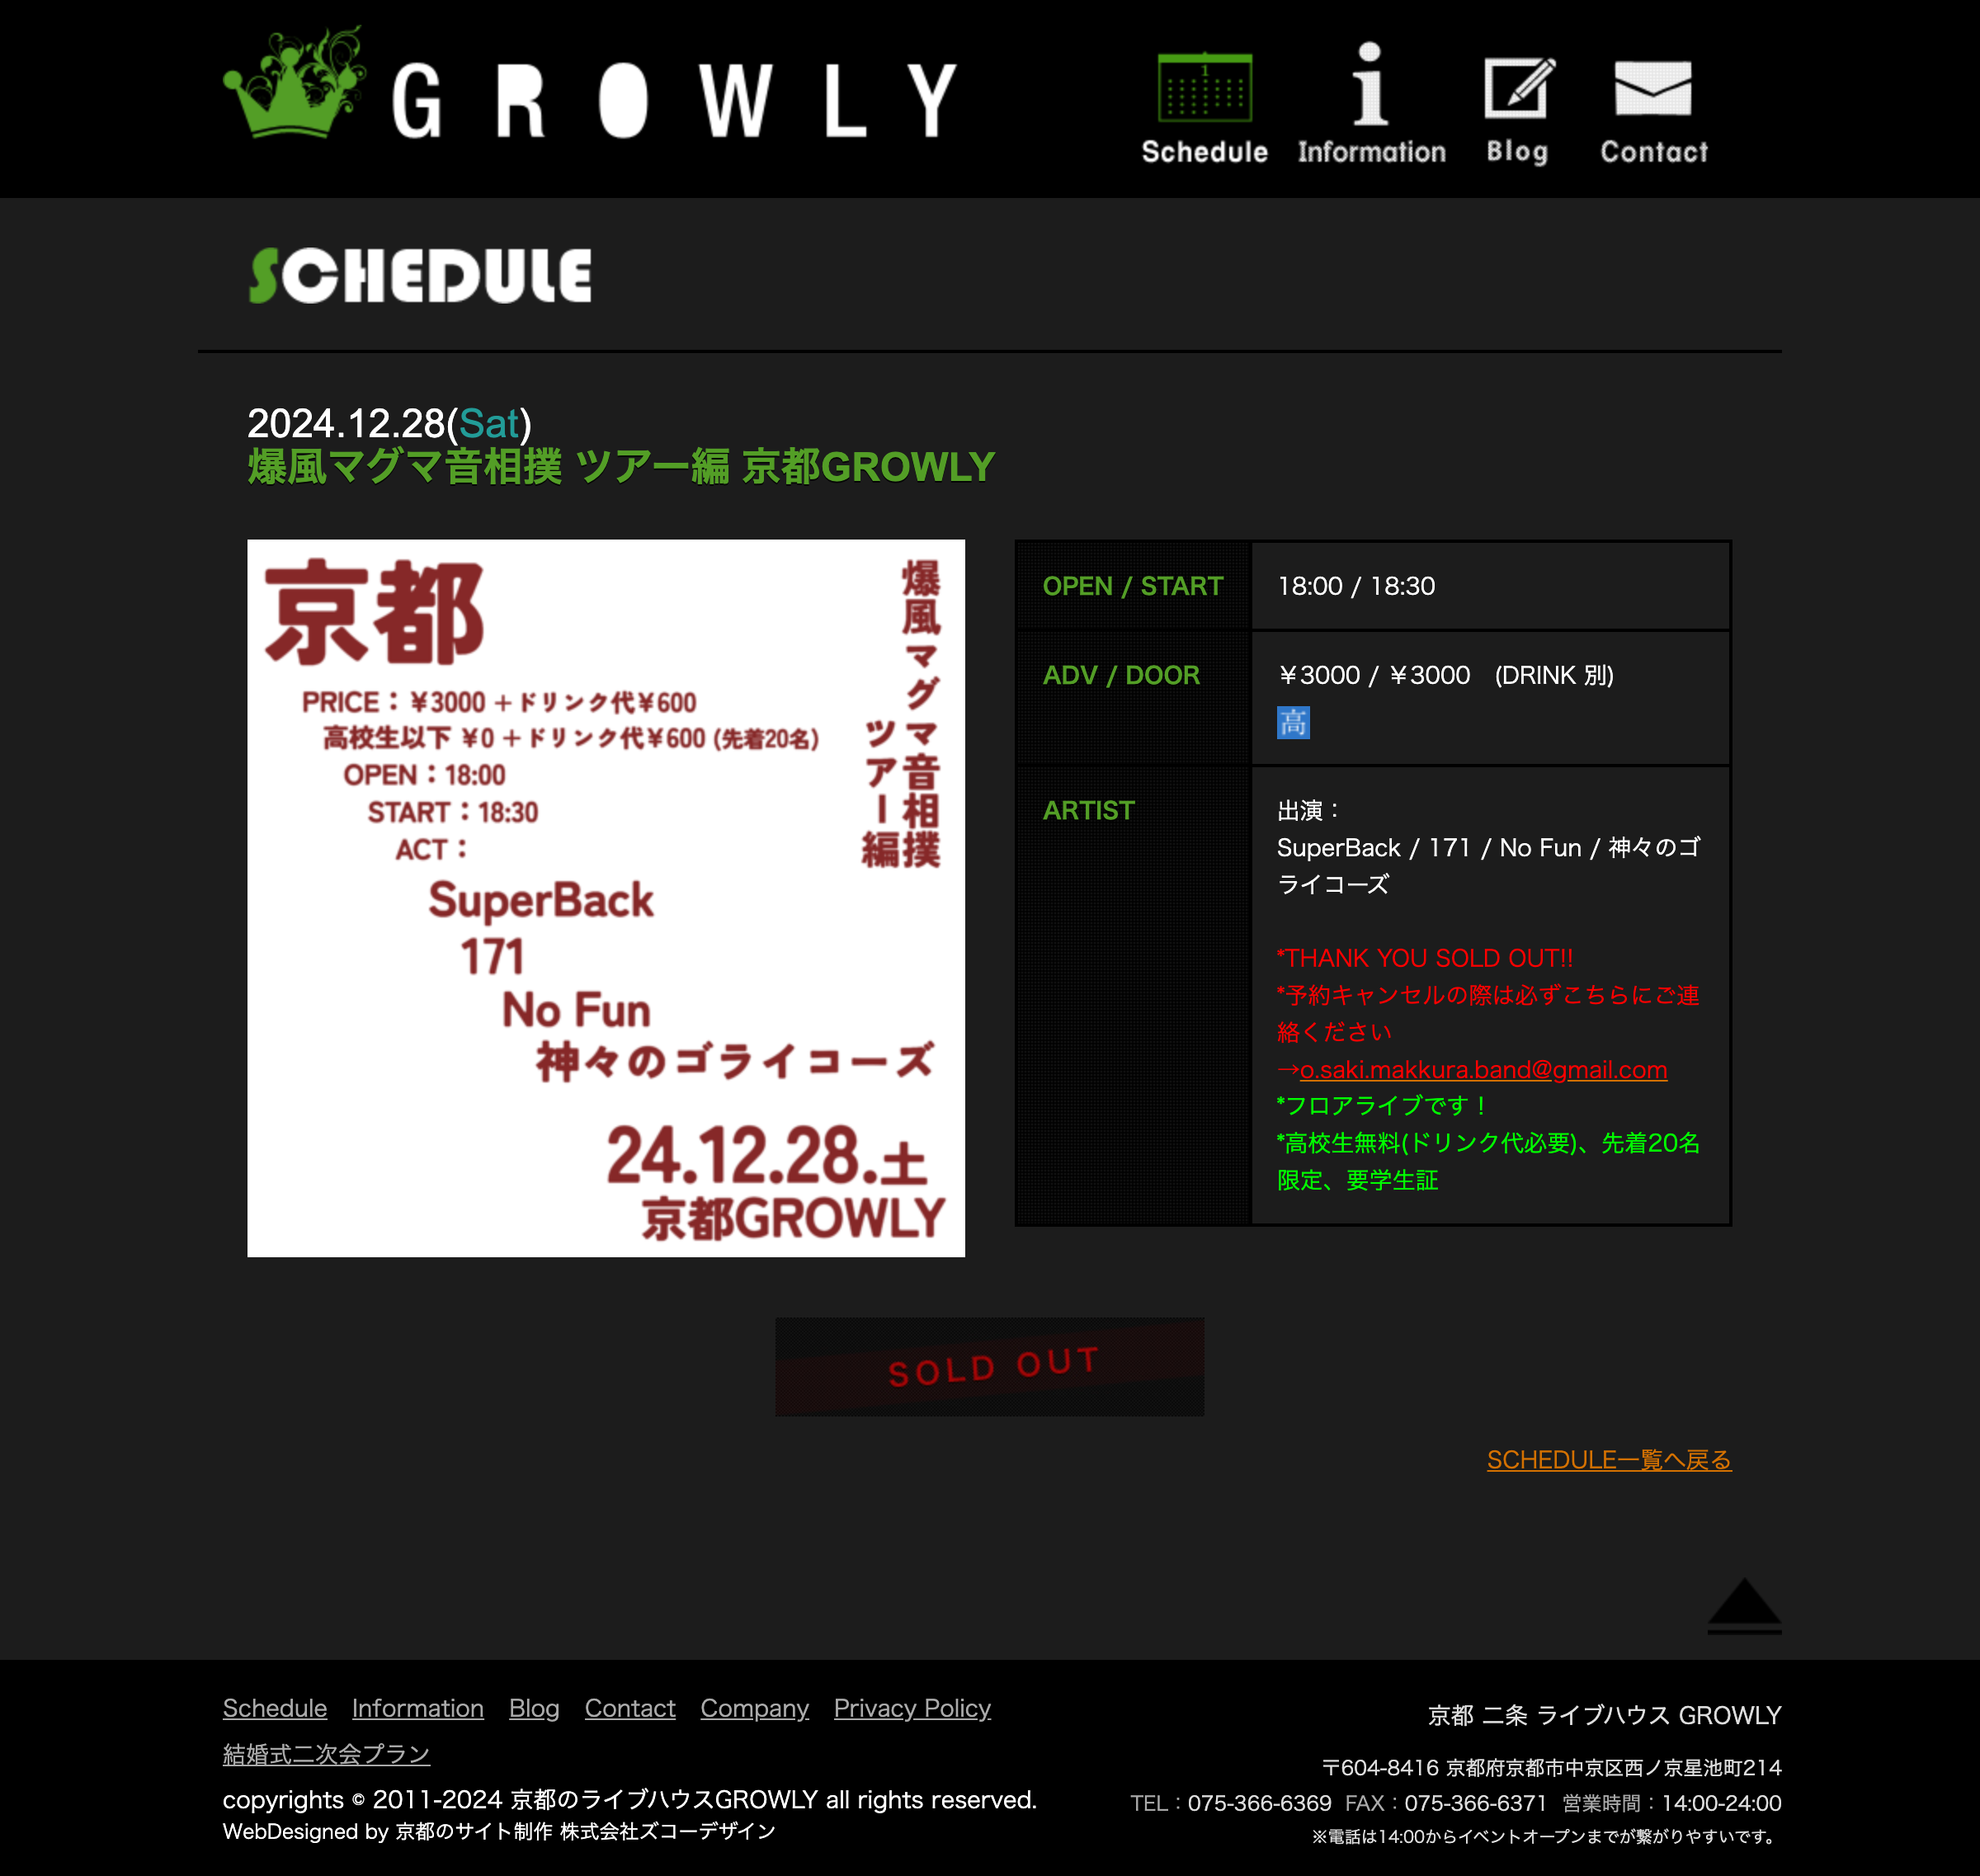 GROWLY
1
Schedule
Information
Blog
Contact
SCHEDULE
2024.12.28(Sat)
爆風マグマ音相撲 ツアー編 京都GROWLY
京都
爆風マグマ音相撲
ツアー編
PRICE：¥3000 +ドリンク代¥600
高校生以下 ¥0 +ドリンク代¥600 (先着20名)
OPEN：18:00
START：18:30
ACT：
SuperBack
171
No Fun
神々のゴライコーズ
24.12.28.土
京都GROWLY
OPEN / START
18:00 / 18:30
ADV / DOOR
￥3000 / ￥3000　(DRINK 別)
高
ARTIST
出演：
SuperBack / 171 / No Fun / 神々のゴ
ライコーズ
*THANK YOU SOLD OUT!!
*予約キャンセルの際は必ずこちらにご連
絡ください
→o.saki.makkura.band@gmail.com
*フロアライブです！
*高校生無料(ドリンク代必要)、先着20名
限定、要学生証
SOLD OUT
SCHEDULE一覧へ戻る
Schedule Information Blog Contact Company Privacy Policy
結婚式二次会プラン
copyrights © 2011-2024 京都のライブハウスGROWLY all rights reserved.
WebDesigned by 京都のサイト制作 株式会社ズコーデザイン
京都 二条 ライブハウス GROWLY
〒604-8416 京都府京都市中京区西ノ京星池町214
TEL：075-366-6369 FAX：075-366-6371 営業時間：14:00-24:00
※電話は14:00からイベントオープンまでが繋がりやすいです。